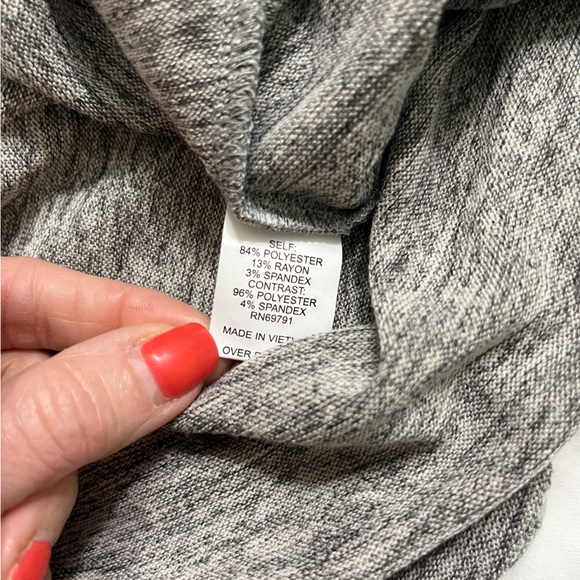 SELF:
84% POLYESTER
13% RAYON
3% SPANDEX
CONTRAST:
96% POLYESTER
4% SPANDEX
RN69791
MADE IN
OVER